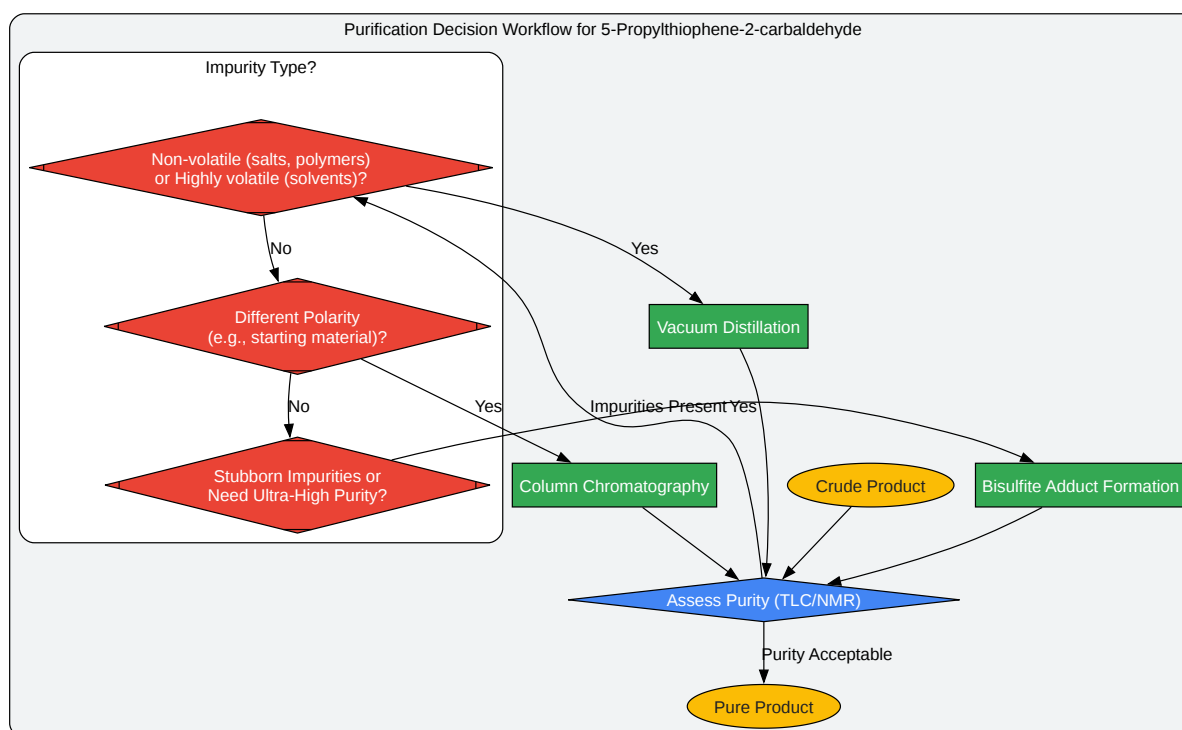 Purification Decision Workflow for 5-Propylthiophene-2-carbaldehyde
Impurity Type?
Non-volatile (salts, polymers)
or Highly volatile (solvents)?
No
Yes
Different Polarity
(e.g., starting material)?
Vacuum Distillation
No
Yes
Impurities Present
Yes
Stubborn Impurities or
Need Ultra-High Purity?
Column Chromatography
Crude Product
Bisulfite Adduct Formation
Assess Purity (TLC/NMR)
Purity Acceptable
Pure Product